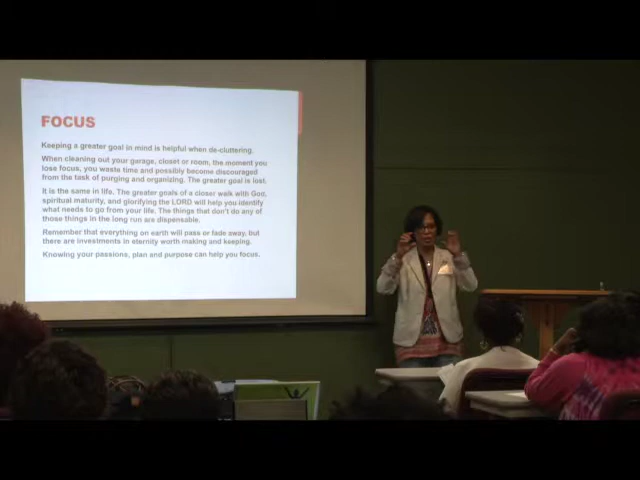 FOCUS
Keeping a greater goal in mind is helpful when de-cluttering.
When cleaning out your garage, closet or room, the moment you
lose focus, you waste time and possibly become discouraged
from the task of purging and organizing. The greater goal is lost.
It is the same in life. The greater goals of a closer walk with God,
spiritual maturity, and glorifying the LORD will help you identify
what needs to go from your life. The things that don't do any of
those things in the long run are dispensable.
Remember that everything on earth will pass or fade away, but
there are investments in eternity worth making and keeping.
Knowing your passions, plan and purpose can help you focus.